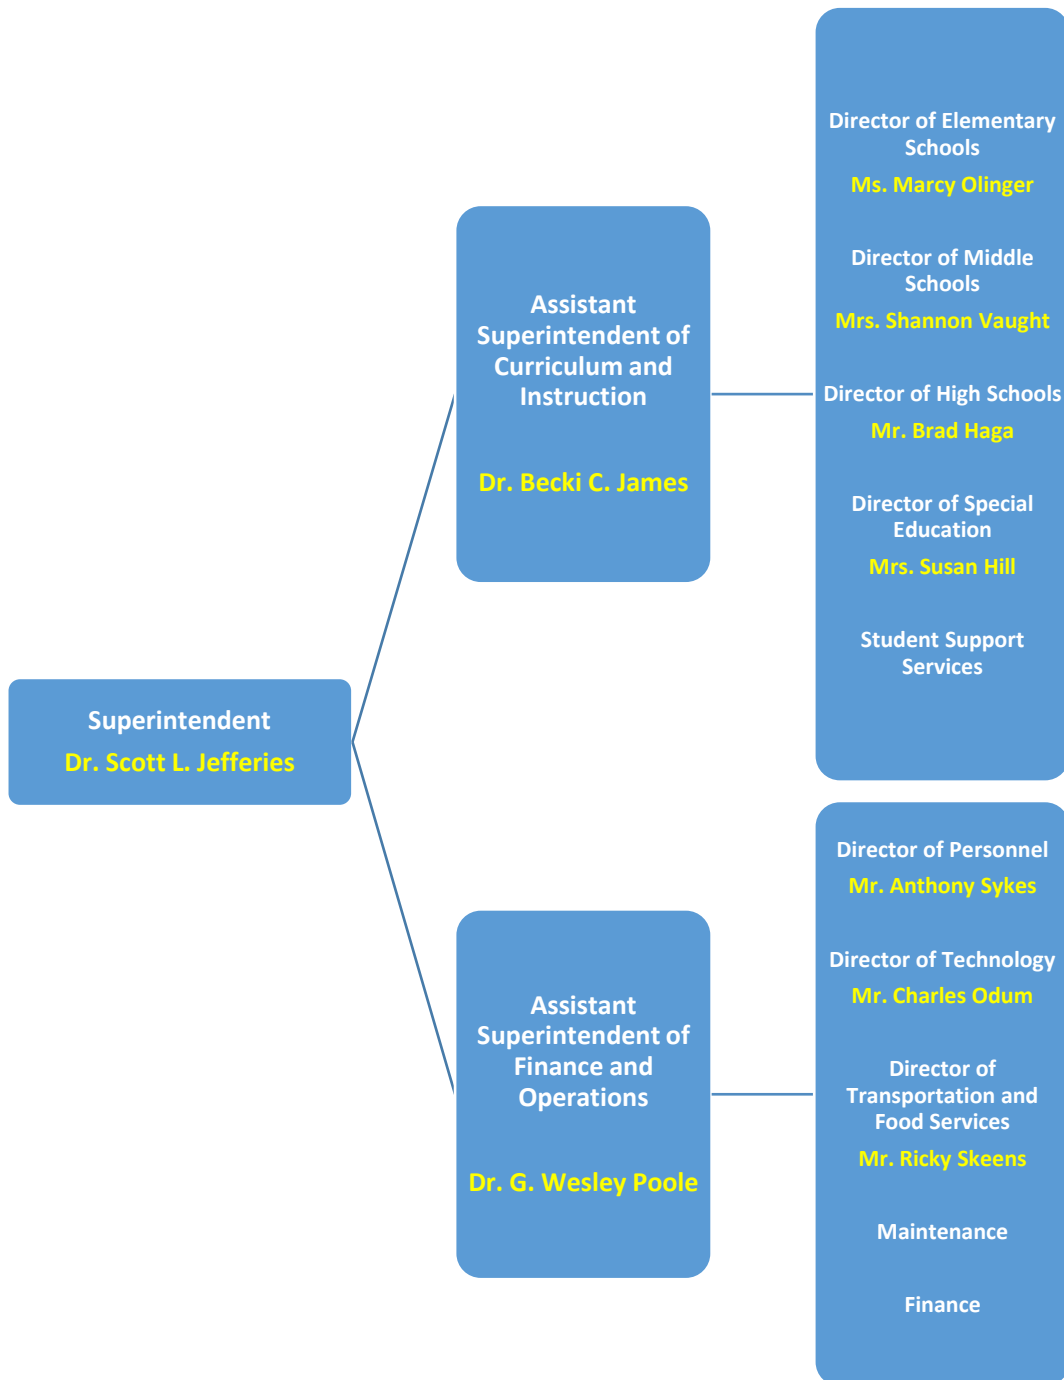 Superintendent
Dr. Scott L. Jefferies
Assistant
Superintendent of
Curriculum and
Instruction
Dr. Becki C. James
Director of Elementary
Schools
Ms. Marcy Olinger
Director of Middle
Schools
Mrs. Shannon Vaught
Director of High Schools
Mr. Brad Haga
Director of Special
Education
Mrs. Susan Hill
Student Support
Services
Assistant
Superintendent of
Finance and
Operations
Dr. G. Wesley Poole
Director of Personnel
Mr. Anthony Sykes
Director of Technology
Mr. Charles Odum
Director of
Transportation and
Food Services
Mr. Ricky Skeens
Maintenance
Finance